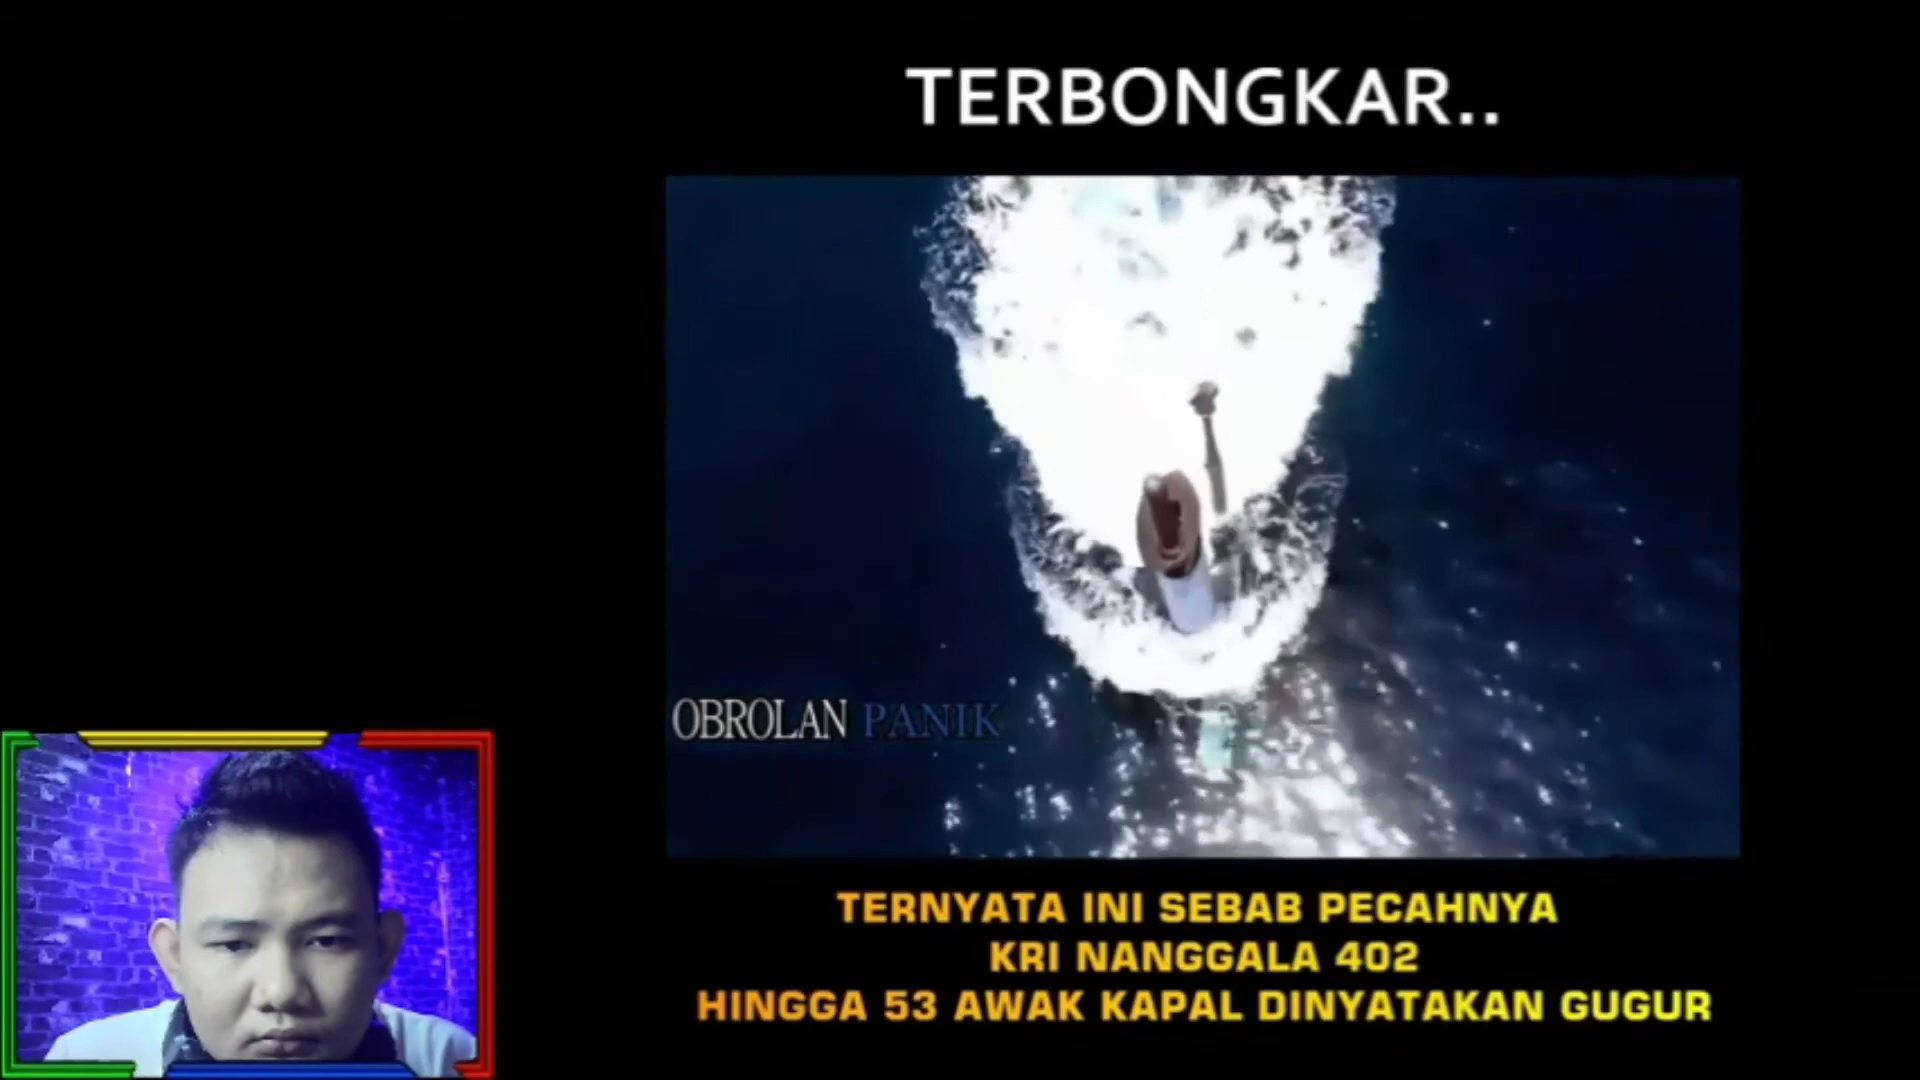 TERBONGKAR..
OBROLAN PANIK
TERNYATA INI SEBAB PECAHNYA
KRI NANGGALA 402
HINGGA 53 AWAK KAPAL DINYATAKAN GUGUR